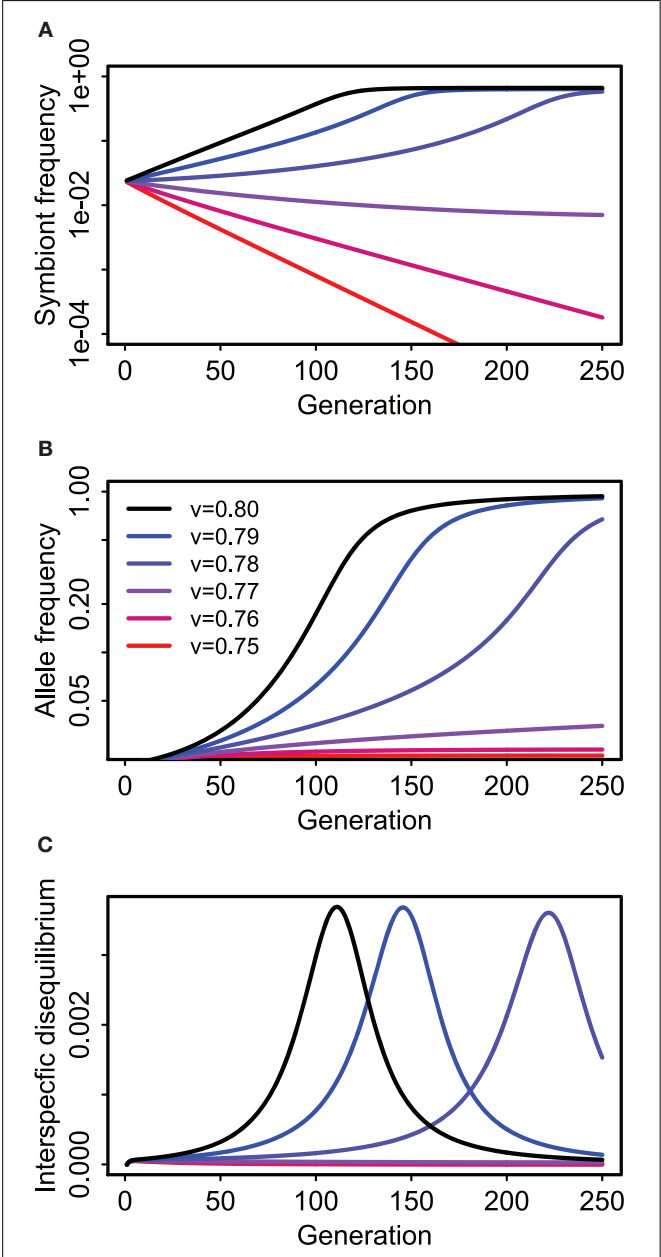 A
1e+00
1e-02
1e-04
Symbiont frequency
0 50 100 150 200 250
Generation
B
1.00
0.20
0.05
Allele frequency
v=0.80
v=0.79
v=0.78
v=0.77
v=0.76
v=0.75
0 50 100 150 200 250
Generation
C
0.002
0.000
Interspecfic disequilibrium
0 50 100 150 200 250
Generation